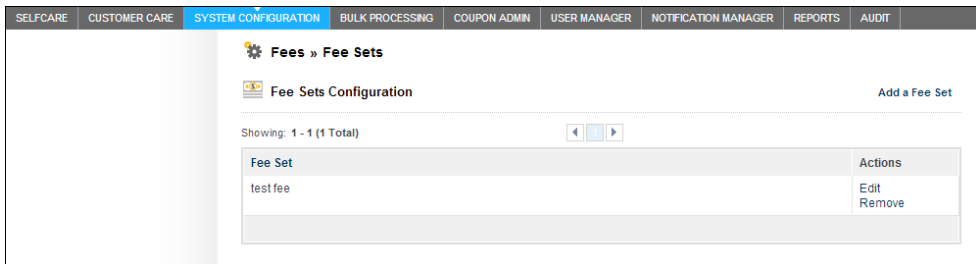 SELFCARE CUSTOMER CARE SYSTEM CONFIGURATION BULK PROCESSING COUPON ADMIN USER MANAGER NOTIFICATION MANAGER REPORTS AUDIT
Fees » Fee Sets
Fee Sets Configuration Add a Fee Set
Showing: 1 - 1 (1 Total) 1
Fee Set Actions
test fee Edit
Remove